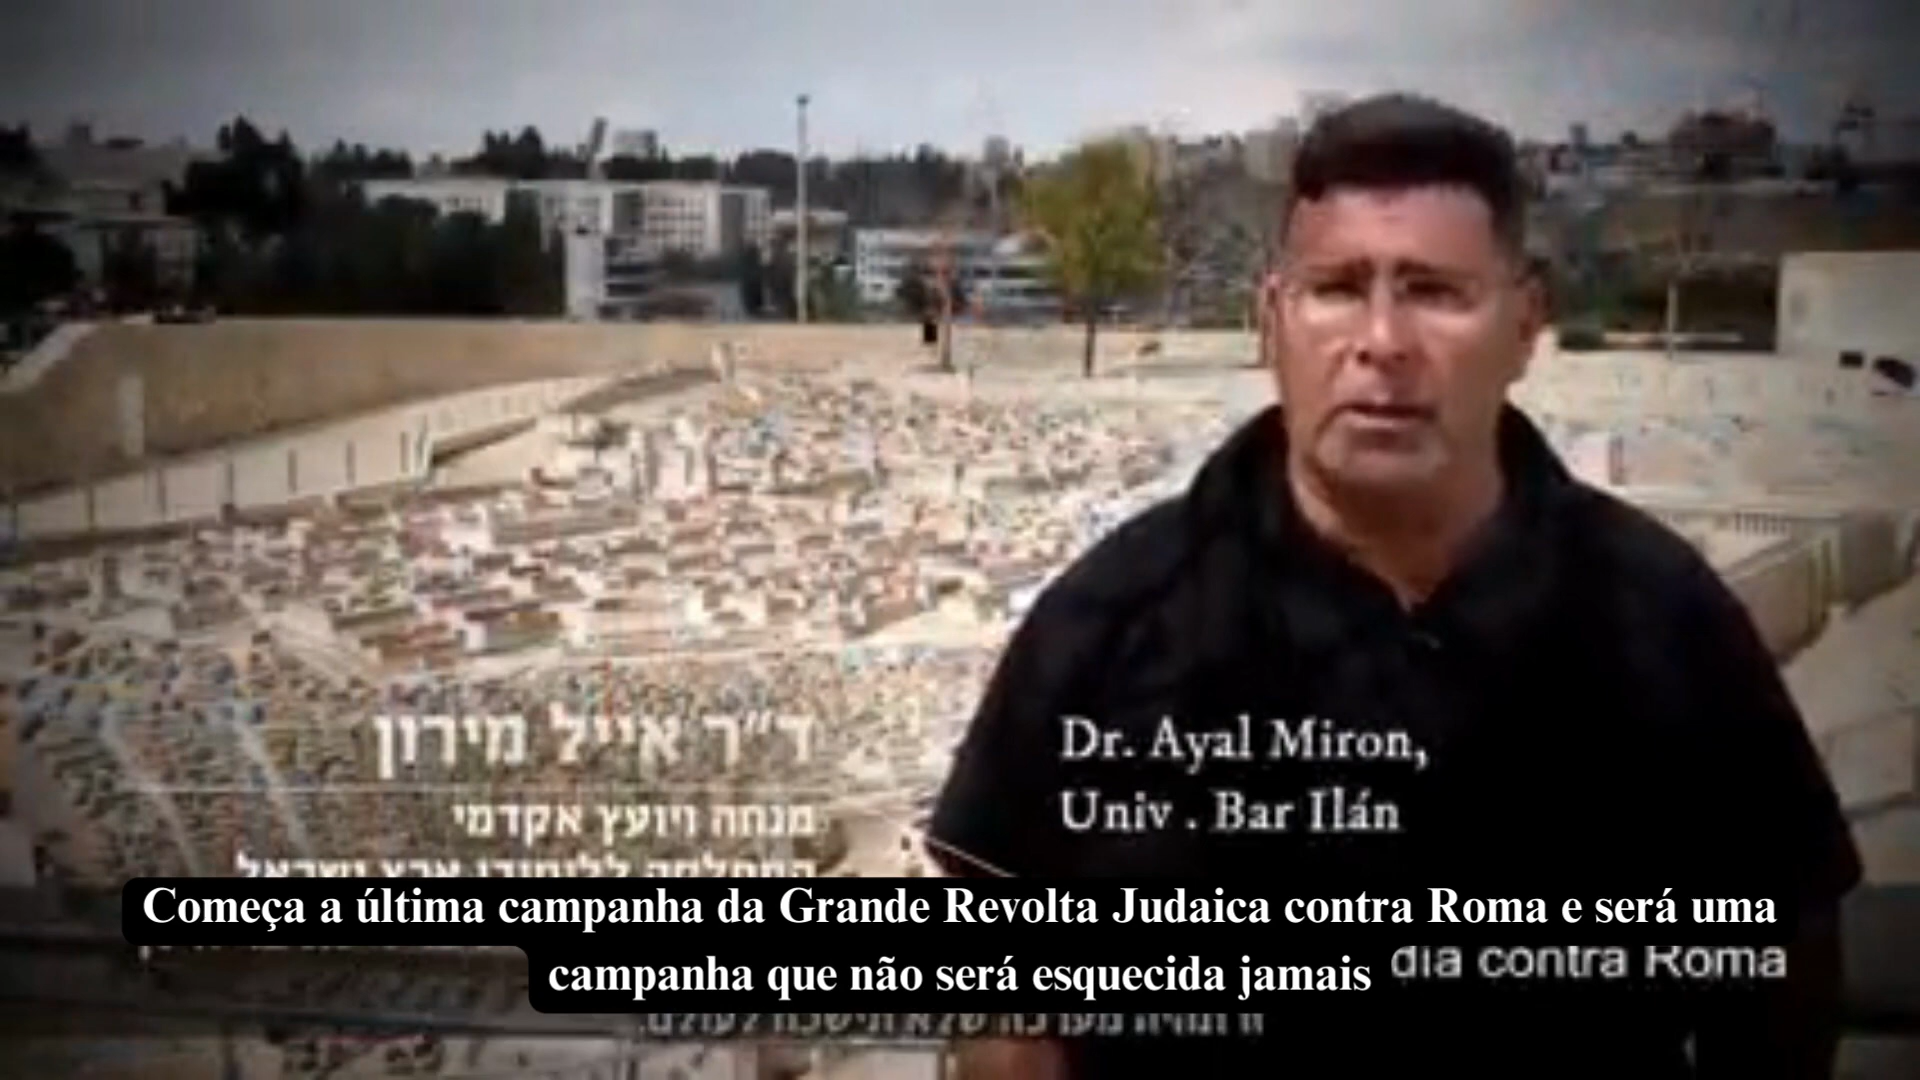 ד״ר אייל מירון
מנחה ויועץ אקדמי
Dr. Ayal Miron,
Univ . Bar Ilán
Começa a última campanha da Grande Revolta Judaica contra Roma e será uma
campanha que não será esquecida jamais
contra Roma